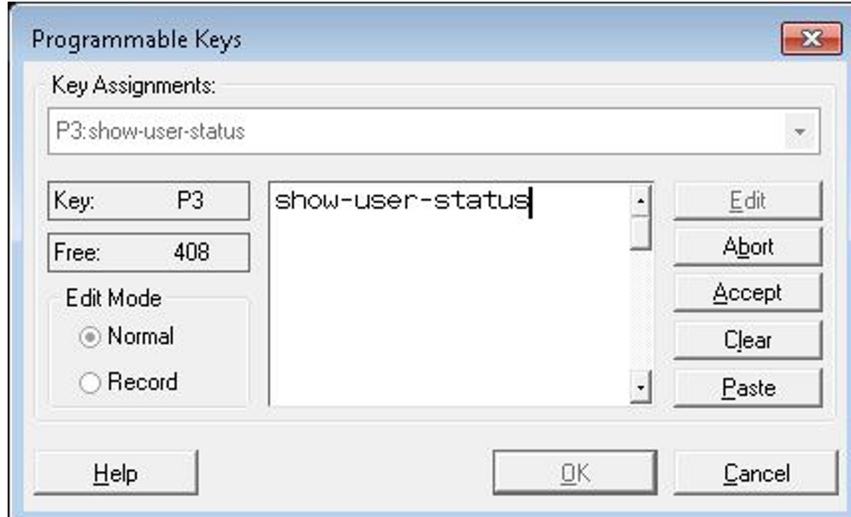 Programmable Keys
Key Assignments:
P3:show-user-status
Key: P3
show-user-status
Edit
Free: 408
Abort
Edit Mode
Accept
Normal
Clear
Record
Paste
Help
OK
Cancel